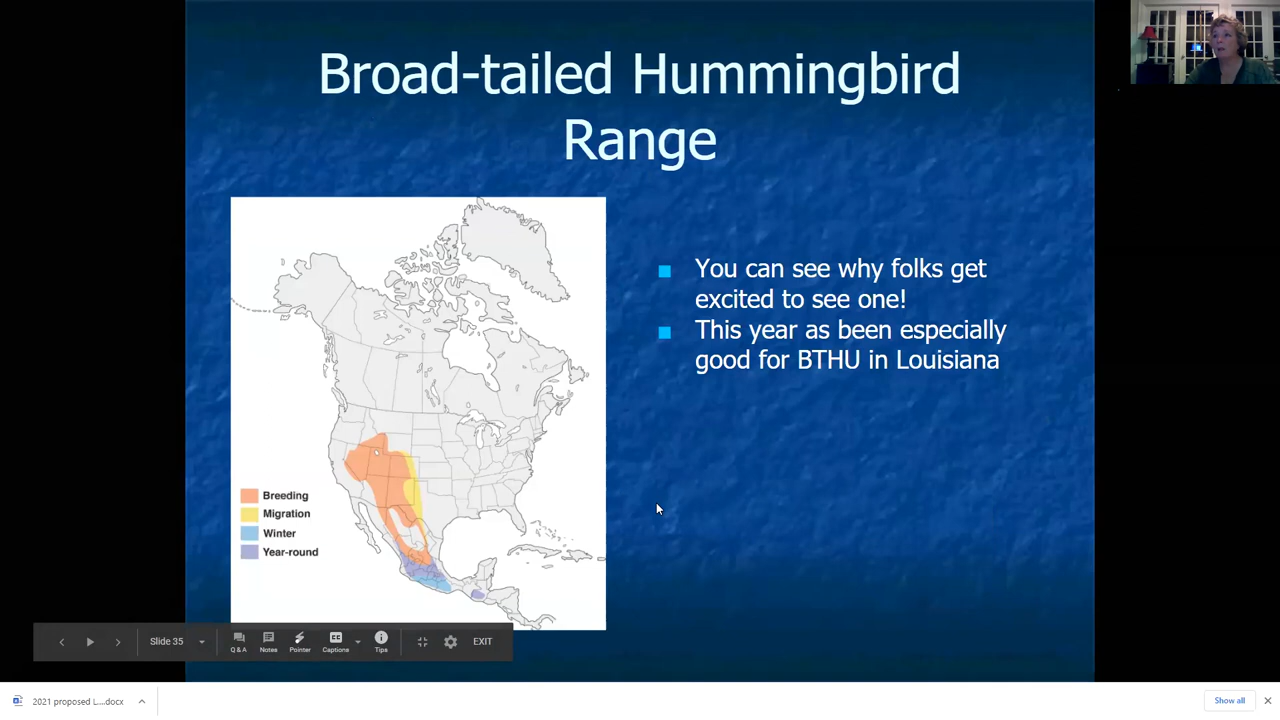 Broad-tailed Hummingbird
Range
You can see why folks get
excited to see one!
This year as been especially
good for BTHU in Louisiana
Breeding
Migration
Winter
Year-round
Slide 35
Q & A
Notes
Pointer
Captions
Tips
EXIT
2021 proposed L....docx
Show all